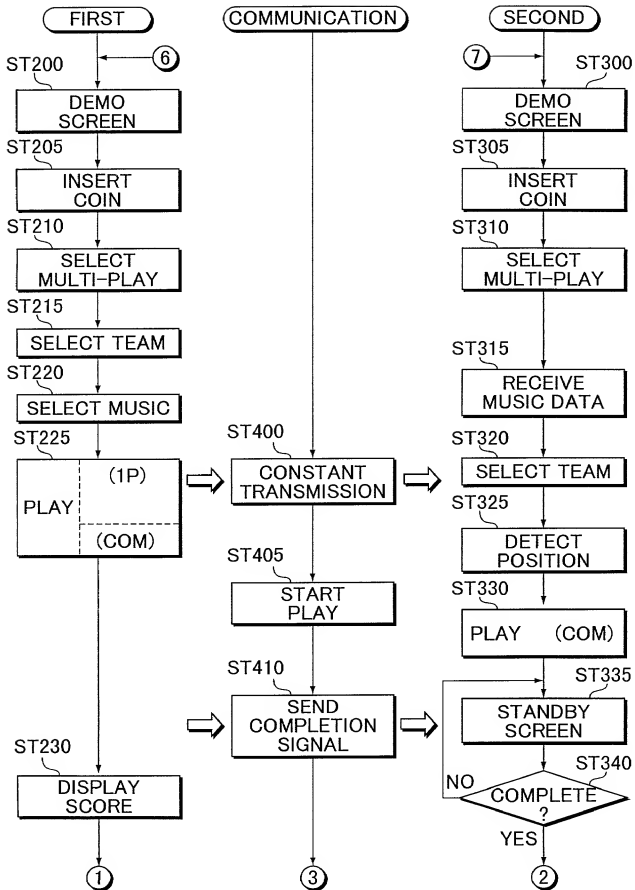 FIRST
COMMUNICATION
SECOND
6
7
ST200
DEMO
SCREEN
ST205
INSERT
COIN
ST210
SELECT
MULTI-PLAY
ST215
SELECT TEAM
ST220
SELECT MUSIC
ST225
PLAY
(1P)
(COM)
ST230
DISPLAY
SCORE
1
ST400
CONSTANT
TRANSMISSION
ST405
START
PLAY
ST410
SEND
COMPLETION
SIGNAL
3
ST300
DEMO
SCREEN
ST305
INSERT
COIN
ST310
SELECT
MULTI-PLAY
ST315
RECEIVE
MUSIC DATA
ST320
SELECT TEAM
ST325
DETECT
POSITION
ST330
PLAY (COM)
ST335
STANDBY
SCREEN
ST340
NO
COMPLETE
?
YES
2